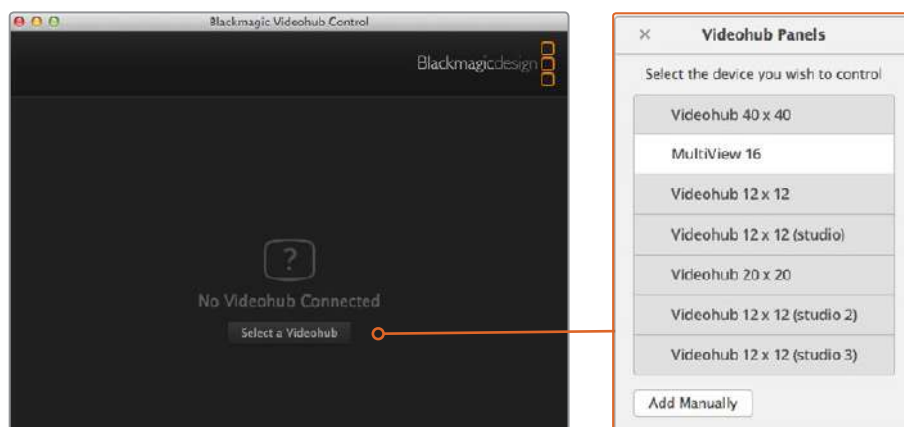 Blackmagic Videohub Control
Blackmagicdesign
?
No Videohub Connected
Select a Videohub
Videohub Panels
Select the device you wish to control
Videohub 40 x 40
MultiView 16
Videohub 12 x 12
Videohub 12 x 12 (studio)
Videohub 20 x 20
Videohub 12 x 12 (studio 2)
Videohub 12 x 12 (studio 3)
Add Manually